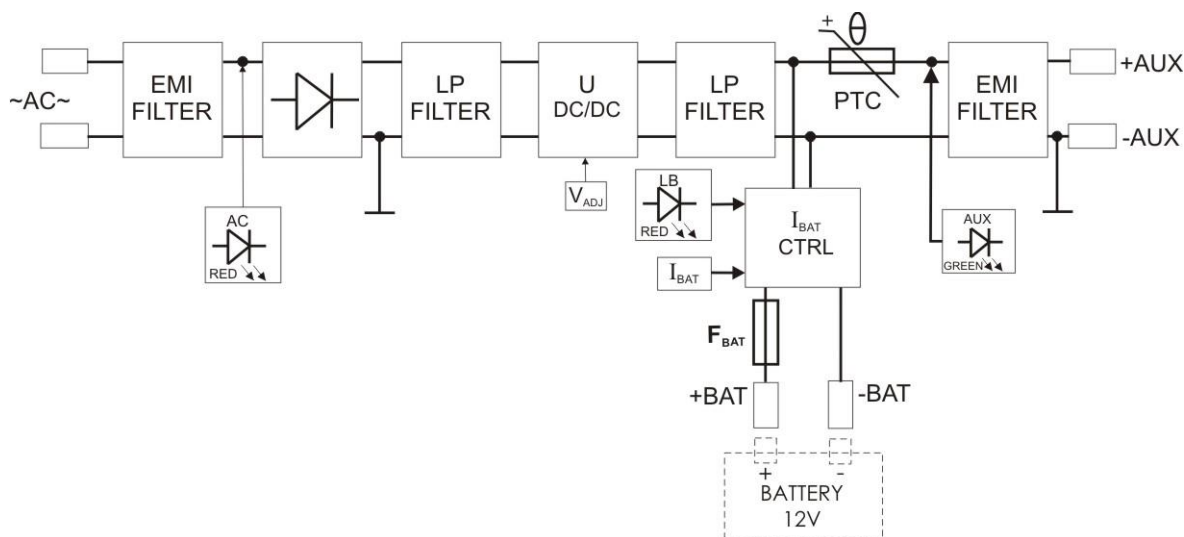 ~AC~
EMI
FILTER
LP
FILTER
U
DC/DC
LP
FILTER
+ θ
PTC
EMI
FILTER
+AUX
-AUX
AC
RED
VADJ
LB
RED
IBAT
IBAT
CTRL
AUX
GREEN
FBAT
+BAT
-BAT
+ -
BATTERY
12V